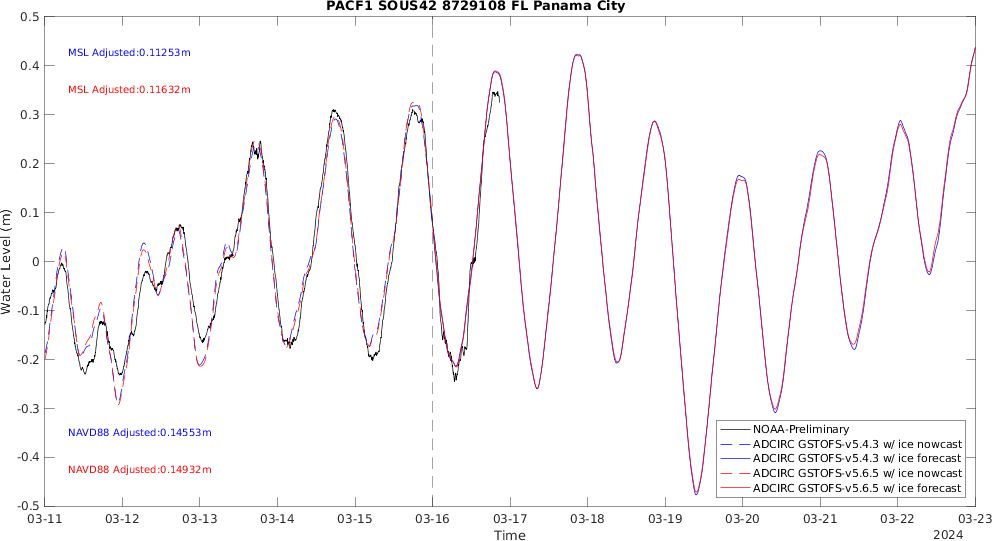 PACF1 SOUS42 8729108 FL Panama City
0.5
0.4
0.3
0.2
0.1
0
-0.1
-0.2
-0.3
-0.4
-0.5
Water Level (m)
MSL Adjusted:0.11253m
MSL Adjusted:0.11632m
NAVD88 Adjusted:0.14553m
NAVD88 Adjusted:0.14932m
NOAA-Preliminary
ADCIRC GSTOFS-v5.4.3 w/ ice nowcast
ADCIRC GSTOFS-v5.4.3 w/ ice forecast
ADCIRC GSTOFS-v5.6.5 w/ ice nowcast
ADCIRC GSTOFS-v5.6.5 w/ ice forecast
03-11 03-12 03-13 03-14 03-15 03-16 03-17 03-18 03-19 03-20 03-21 03-22 03-23
Time
2024